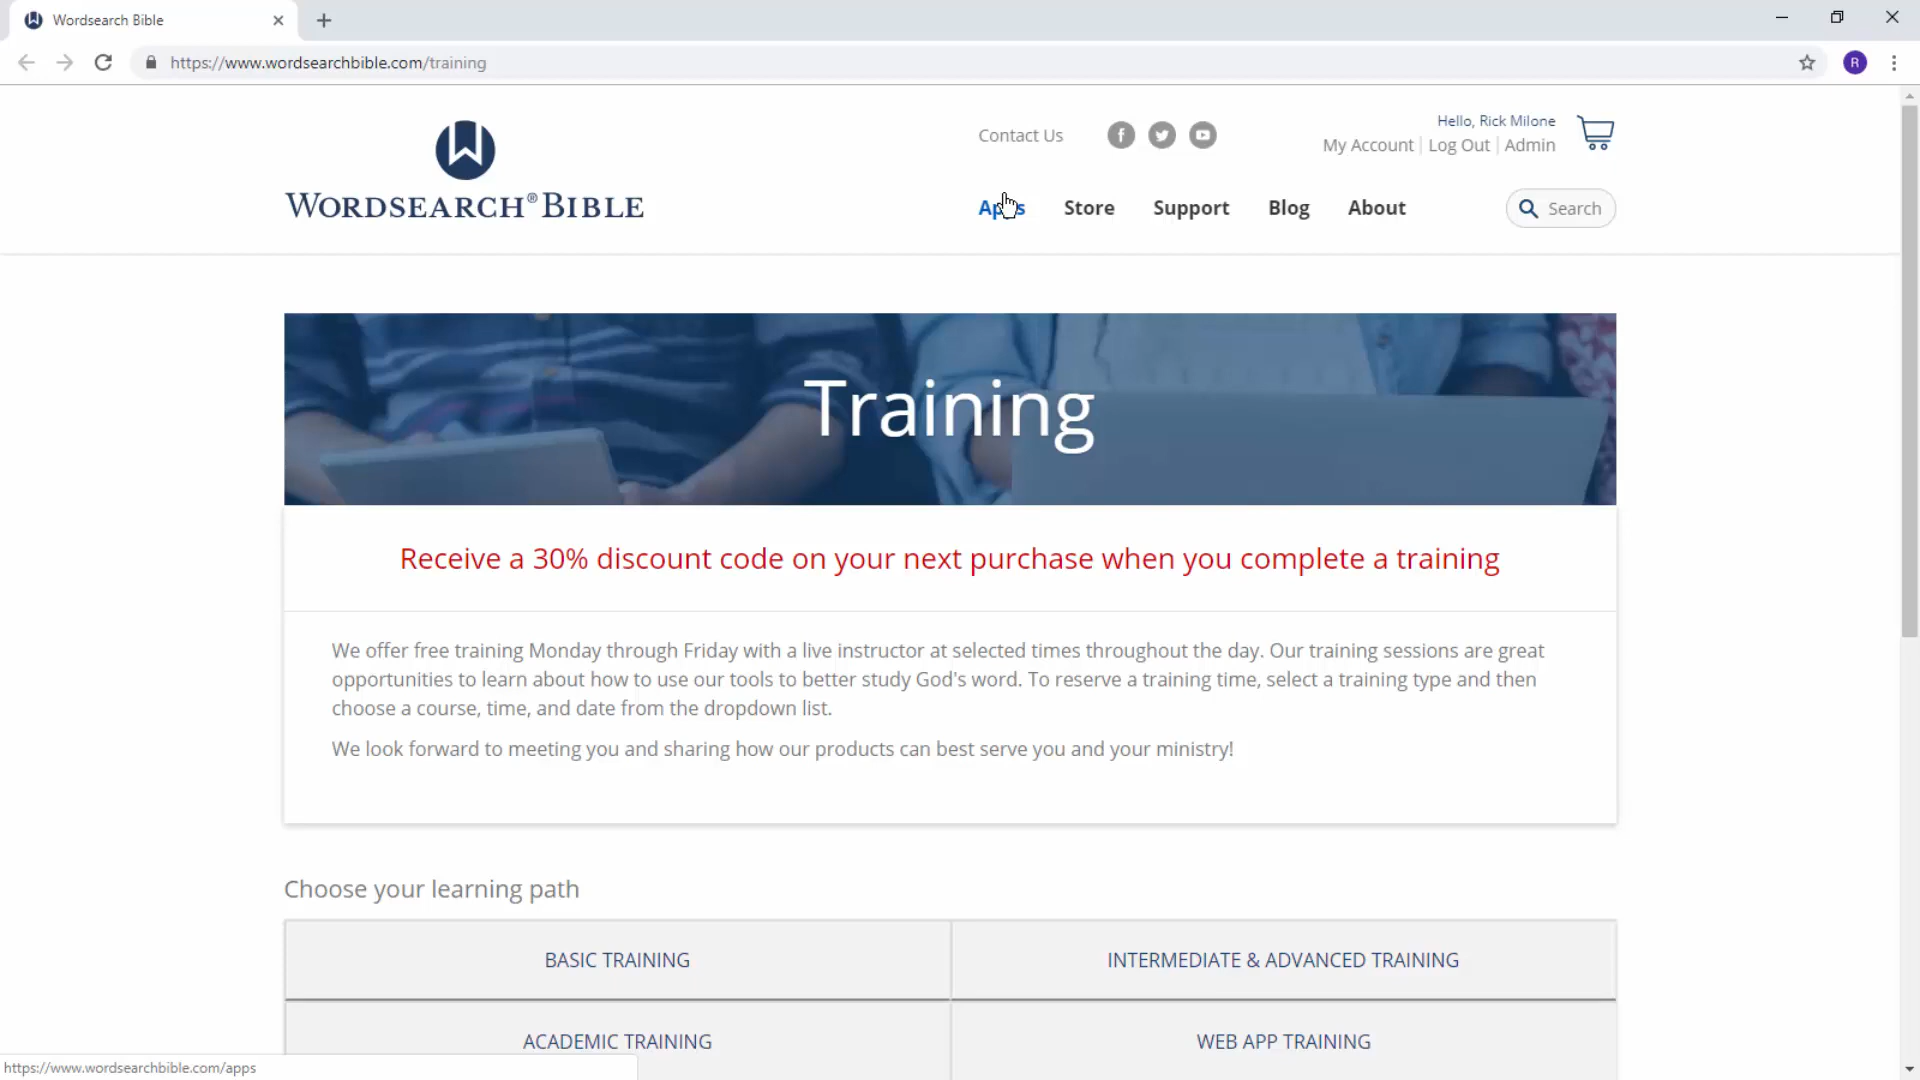 Wordsearch Bible
https://www.wordsearchbible.com/training
R
Contact Us
Hello, Rick Milone
My Account | Log Out | Admin
WORDSEARCH® BIBLE
Apps Store Support Blog About Search
Training
Receive a 30% discount code on your next purchase when you complete a training
We offer free training Monday through Friday with a live instructor at selected times throughout the day. Our training sessions are great
opportunities to learn about how to use our tools to better study God's word. To reserve a training time, select a training type and then
choose a course, time, and date from the dropdown list.
We look forward to meeting you and sharing how our products can best serve you and your ministry!
Choose your learning path
BASIC TRAINING
INTERMEDIATE & ADVANCED TRAINING
ACADEMIC TRAINING
WEB APP TRAINING
https://www.wordsearchbible.com/apps